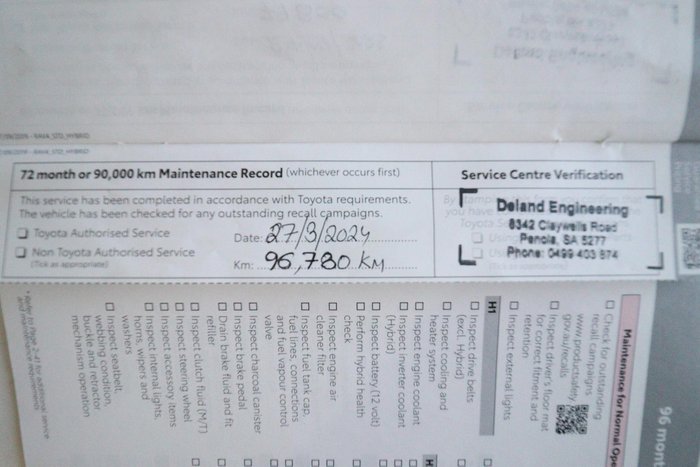 72 month or 90,000 km Maintenance Record (whichever occurs first)
This service has been completed in accordance with Toyota requirements.
The vehicle has been checked for any outstanding recall campaigns.
Toyota Authorised Service
Non Toyota Authorised Service
(Tick as appropriate)
Date: 27/3/2024
Km: 96,780 KM
Service Centre Verification
Deland Engineering
8342 Claywells Road
Penola, SA 5277
Phone: 0499 403 874
Maintenance for Normal Ope
Check for outstanding
recall campaigns
www.productsafety.
gov.au/recalls
Inspect driver's floor mat
for correct fitment and
retention
Inspect external lights
H1
Inspect drive belts
(excl. Hybrid)
Inspect cooling and
heater system
Inspect engine coolant
Inspect inverter coolant
(Hybrid)
Inspect battery (12 volt)
Perform hybrid health
check
Inspect engine air
cleaner filter
Inspect fuel tank cap,
fuel lines, connections
and fuel vapour control
valve
Inspect charcoal canister
Inspect brake pedal
Drain brake fluid and fit
refiller
Inspect clutch fluid (M/T)
Inspect steering wheel
Inspect accessory items
Inspect internal lights,
horns, wipers and
washers
Inspect seatbelt,
webbing condition,
buckle and retractor
mechanism operation
96 mont